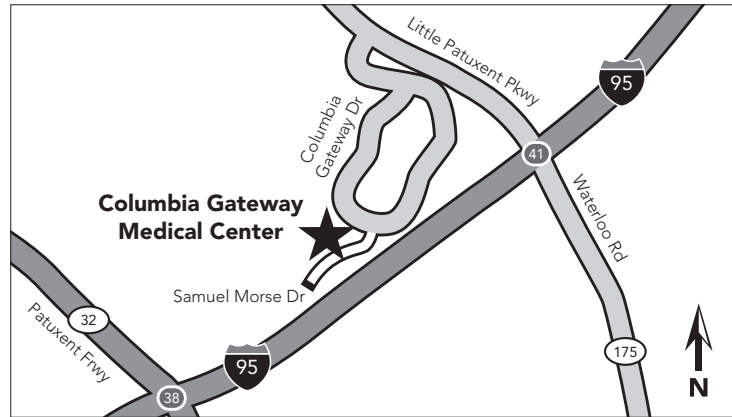 Little Patuxent Pkwy
95
Columbia
Gateway Dr
41
Columbia Gateway
Medical Center
Waterloo Rd
Samuel Morse Dr
32
Patuxent Frwy
95
175
38
N